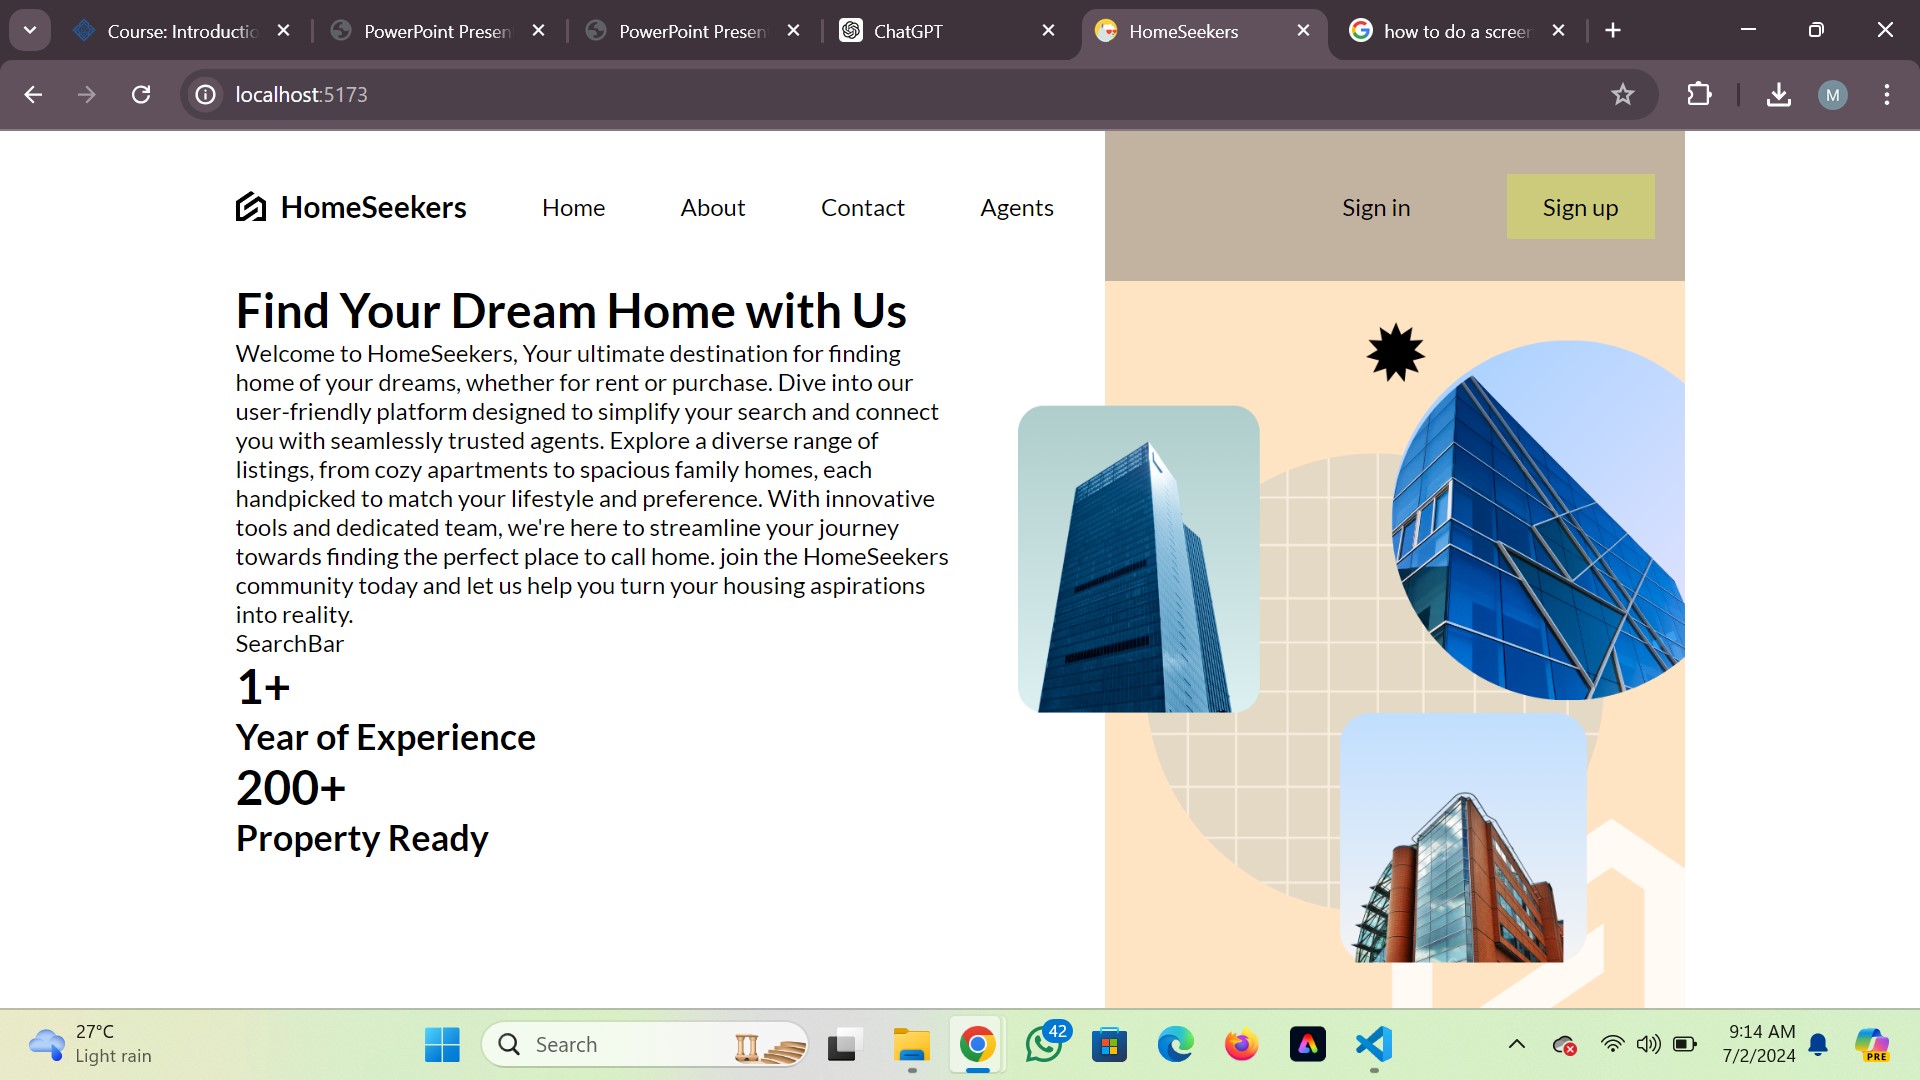 Course: Introductio
PowerPoint Presen
PowerPoint Presen
ChatGPT
HomeSeekers
how to do a screen
localhost:5173
M
HomeSeekers
Home
About
Contact
Agents
Sign in
Sign up
Find Your Dream Home with Us
Welcome to HomeSeekers, Your ultimate destination for finding
home of your dreams, whether for rent or purchase. Dive into our
user-friendly platform designed to simplify your search and connect
you with seamlessly trusted agents. Explore a diverse range of
listings, from cozy apartments to spacious family homes, each
handpicked to match your lifestyle and preference. With innovative
tools and dedicated team, we're here to streamline your journey
towards finding the perfect place to call home. join the HomeSeekers
community today and let us help you turn your housing aspirations
into reality.
SearchBar
1+
Year of Experience
200+
Property Ready
27°C
Light rain
Search
42
9:14 AM
7/2/2024
PRE